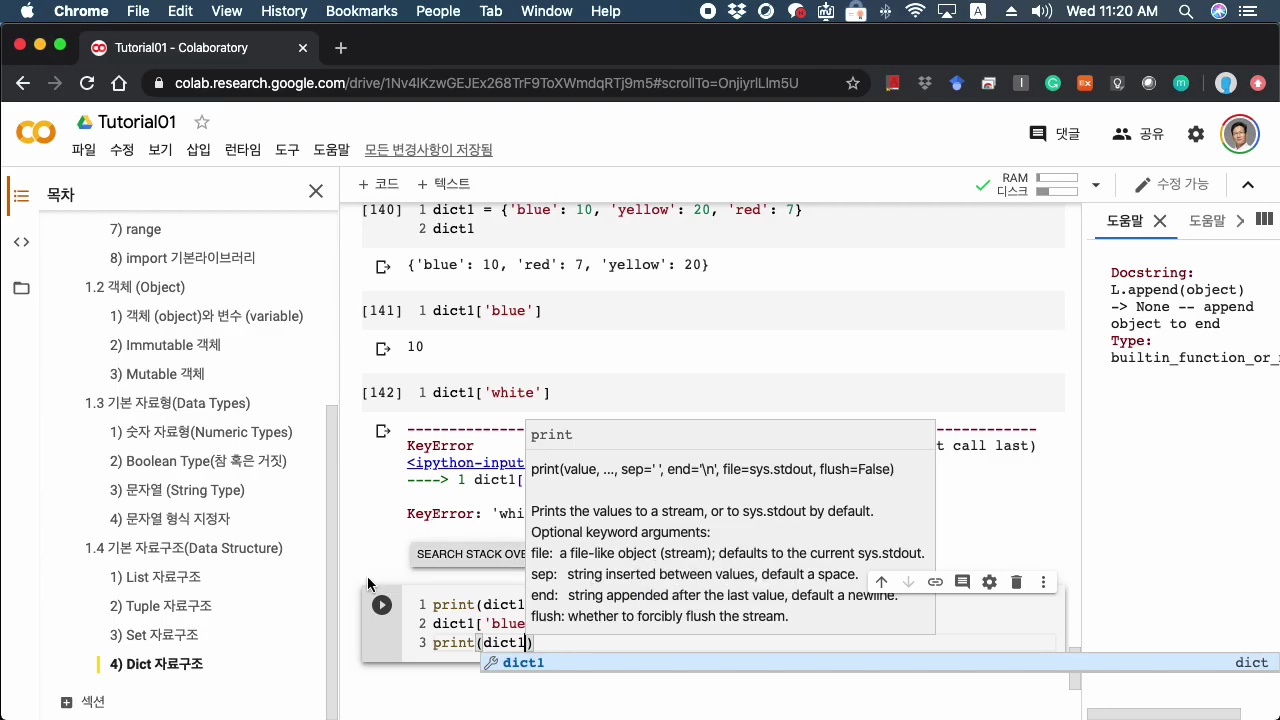 Chrome File Edit View History Bookmarks People Tab Window Help A Wed 11:20 AM
Tutorial01 - Colaboratory
colab.research.google.com/drive/1Nv4lKzwGEJEx268TrF9ToXWmdqRTj9m5#scrollTo=OnjiyrlLlm5U
Tutorial01
댓글 공유
파일 수정 보기 삽입 런타임 도구 도움말 모든 변경사항이 저장됨
목차
+ 코드 + 텍스트
RAM
디스크
수정 가능
7) range
8) import 기본라이브러리
1.2 객체 (Object)
1) 객체 (object)와 변수 (variable)
2) Immutable 객체
3) Mutable 객체
1.3 기본 자료형(Data Types)
1) 숫자 자료형(Numeric Types)
2) Boolean Type(참 혹은 거짓)
3) 문자열 (String Type)
4) 문자열 형식 지정자
1.4 기본 자료구조(Data Structure)
1) List 자료구조
2) Tuple 자료구조
3) Set 자료구조
4) Dict 자료구조
섹션
[140] 1 dict1 = {'blue': 10, 'yellow': 20, 'red': 7}
2 dict1
{'blue': 10, 'red': 7, 'yellow': 20}
[141] 1 dict1['blue']
10
[142] 1 dict1['white']
---------------------------------------------------------------------------
KeyError t call last)
<ipython-input
----> 1 dict1[
KeyError: 'whi
SEARCH STACK OVE
print
print(value, ..., sep=' ', end='\n', file=sys.stdout, flush=False)
Prints the values to a stream, or to sys.stdout by default.
Optional keyword arguments:
file: a file-like object (stream); defaults to the current sys.stdout.
sep: string inserted between values, default a space.
end: string appended after the last value, default a newline.
flush: whether to forcibly flush the stream.
1 print(dict1
2 dict1['blue
3 print(dict1)
dict1 dict
도움말 도움말
Docstring:
L.append(object)
-> None -- append
object to end
Type:
builtin_function_or_